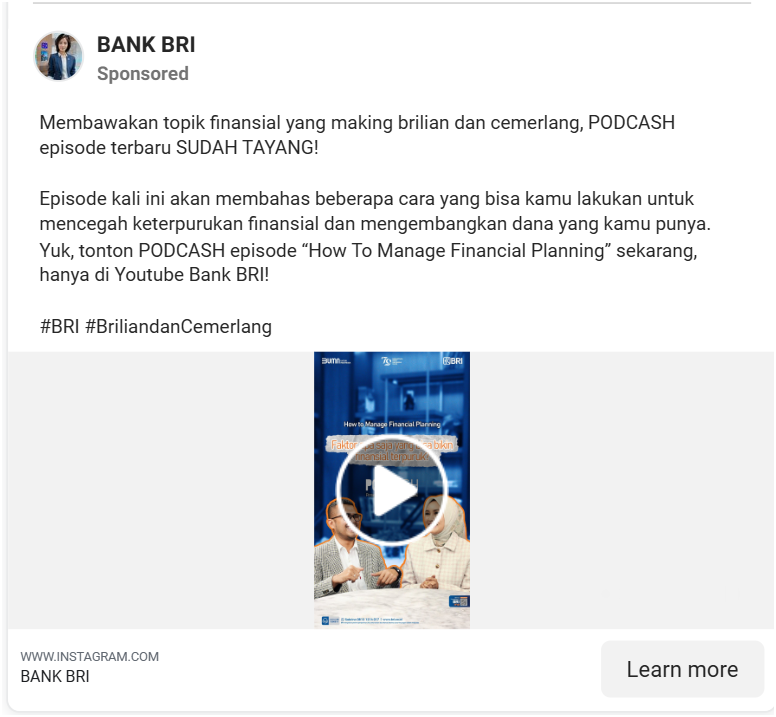 BANK BRI
Sponsored
Membawakan topik finansial yang making brilian dan cemerlang, PODCASH
episode terbaru SUDAH TAYANG!
Episode kali ini akan membahas beberapa cara yang bisa kamu lakukan untuk
mencegah keterpurukan finansial dan mengembangkan dana yang kamu punya.
Yuk, tonton PODCASH episode “How To Manage Financial Planning” sekarang,
hanya di Youtube Bank BRI!
#BRI #BriliandanCemerlang
BUMN
BRI
How to Manage Financial Planning
bikin
WWW.INSTAGRAM.COM
BANK BRI
Learn more